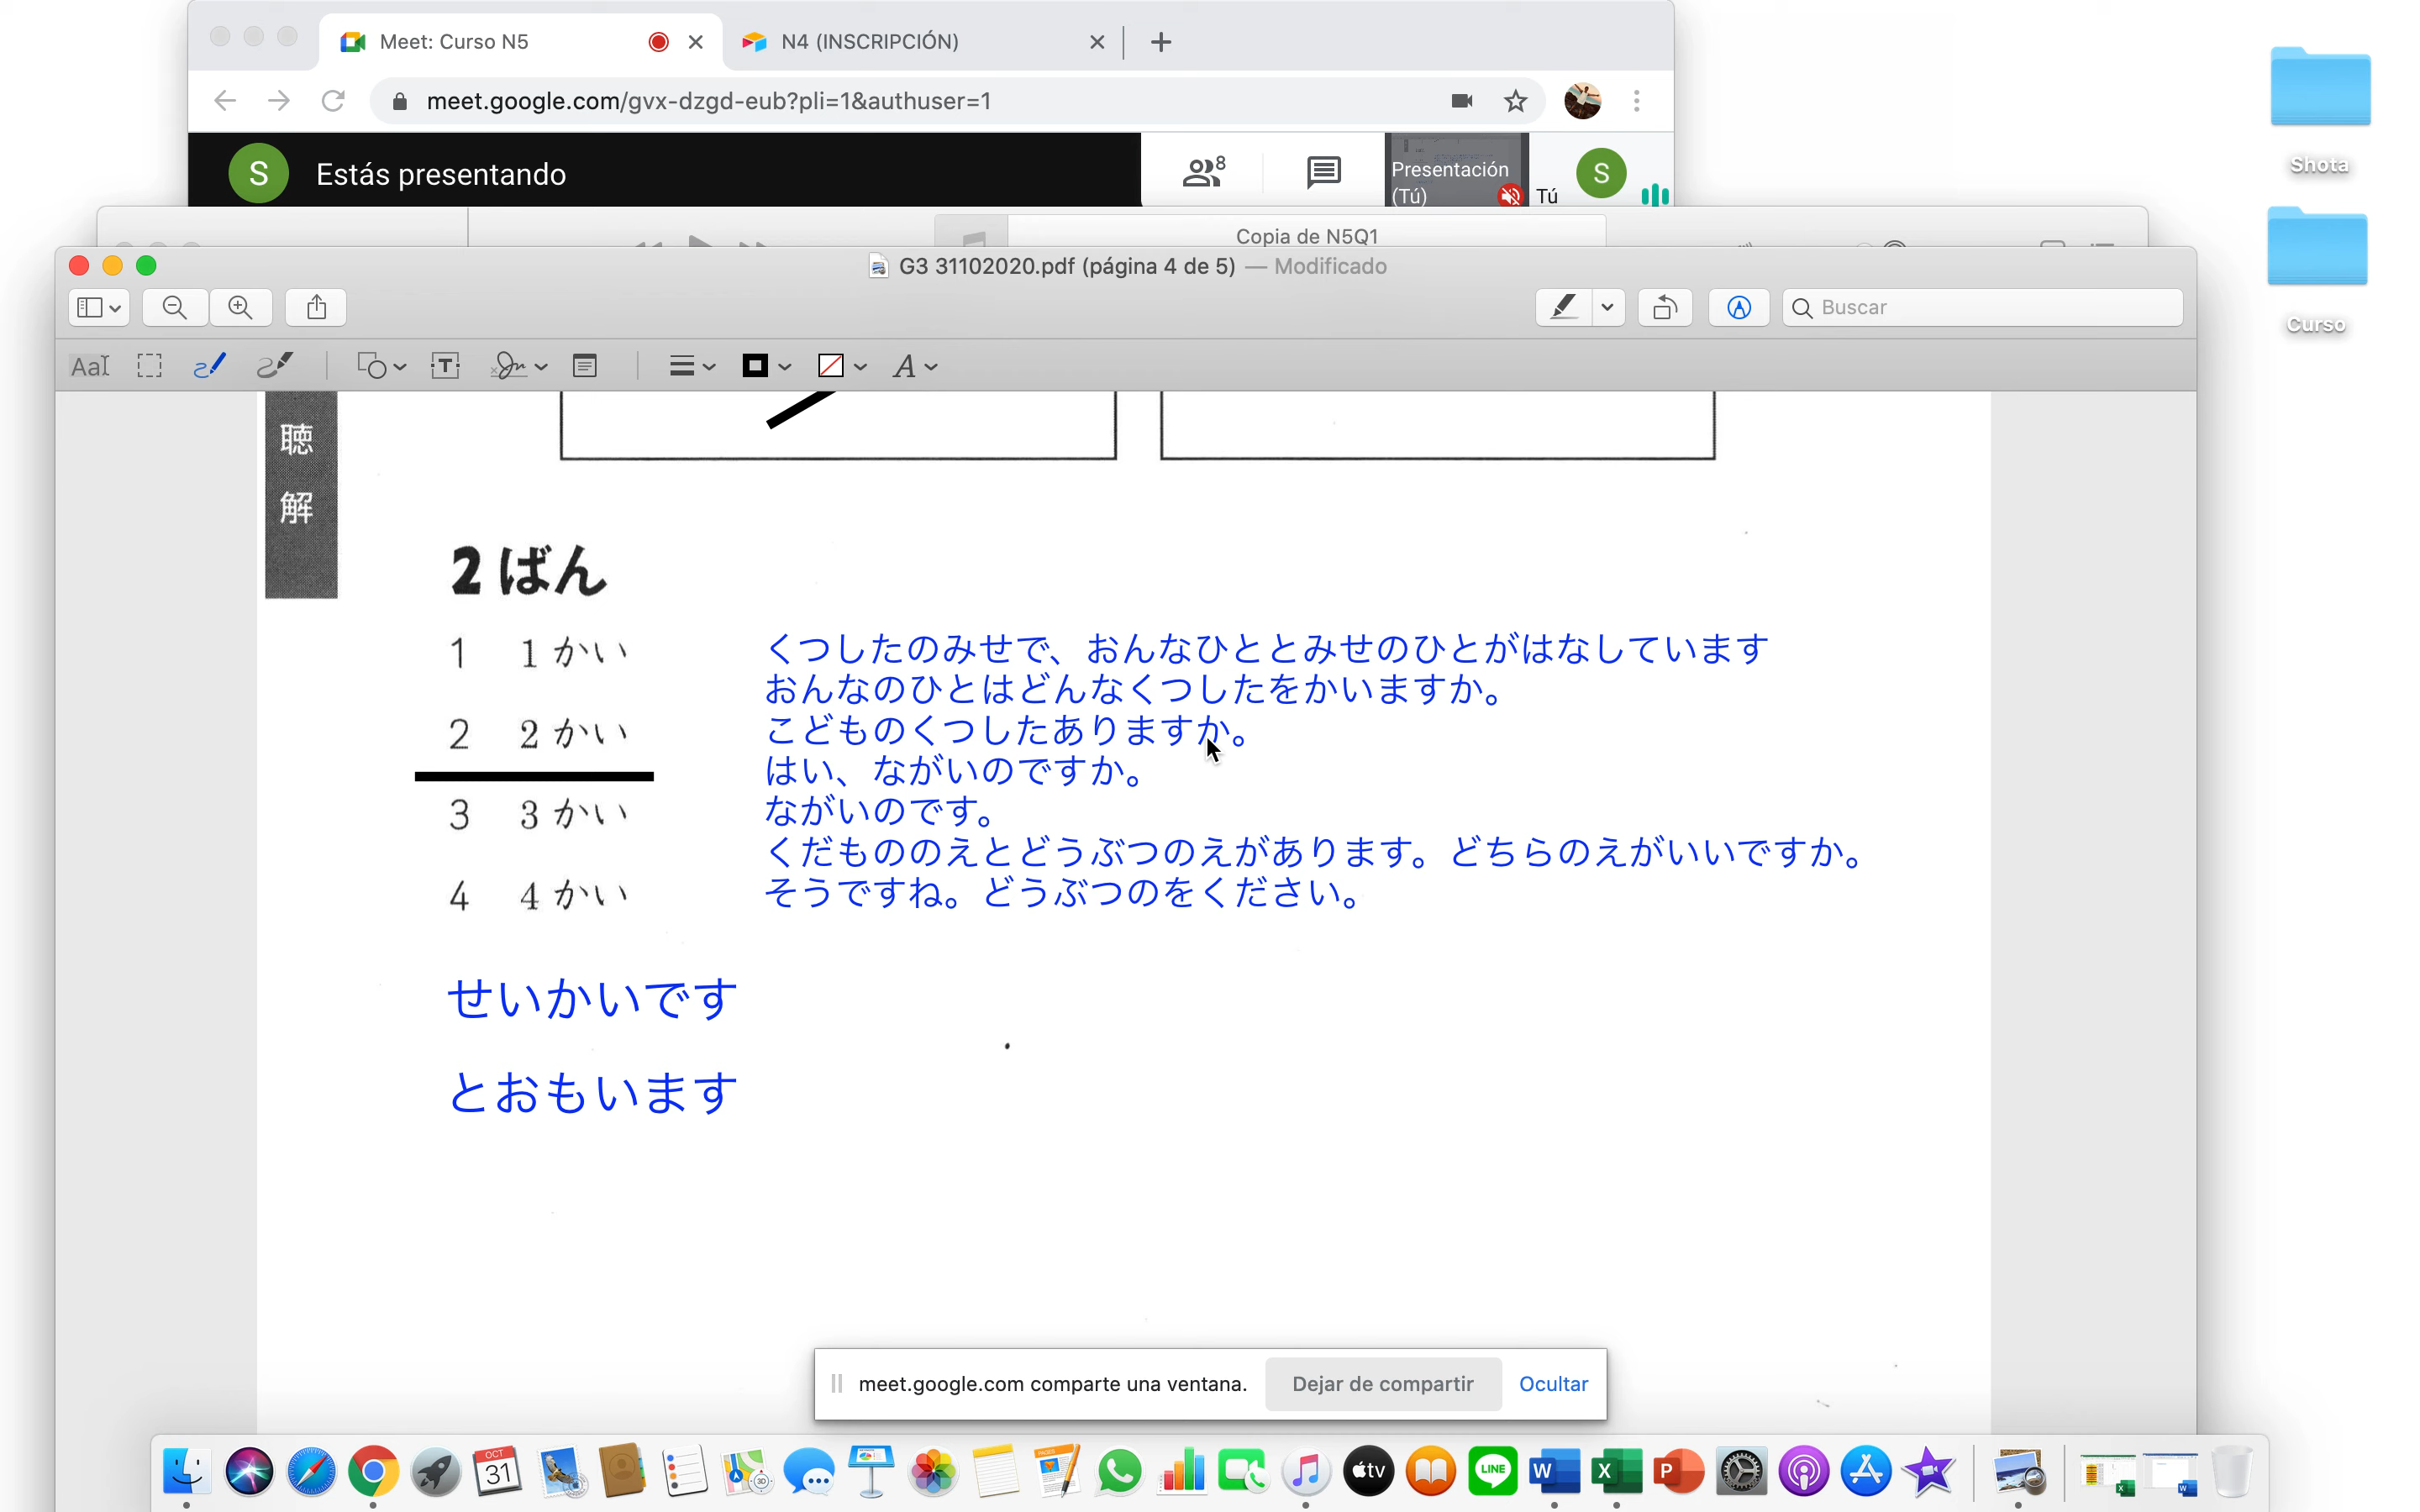 Meet: Curso N5
N4 (INSCRIPCIÓN)
meet.google.com/gvx-dzgd-eub?pli=1&authuser=1
S
Estás presentando
8
Presentación
(Tú)
Tú
S
Shota
Copia de N5Q1
G3 31102020.pdf (página 4 de 5) — Modificado
Buscar
Curso
AaI
T
A
聴
解
2ばん
1 1かい
2 2かい
3 3かい
4 4かい
くつしたのみせで、おんなひととみせのひとがはなしています
おんなのひとはどんなくつしたをかいますか。
こどものくつしたありますか。
はい、ながいのですか。
ながいのです。
くだもののえとどうぶつのえがあります。どちらのえがいいですか。
そうですね。どうぶつのをください。
せいかいです
とおもいます
meet.google.com comparte una ventana.
Dejar de compartir
Ocultar
OCT
31
3D
PAGES
tv
LINE
W
X
P
X
W